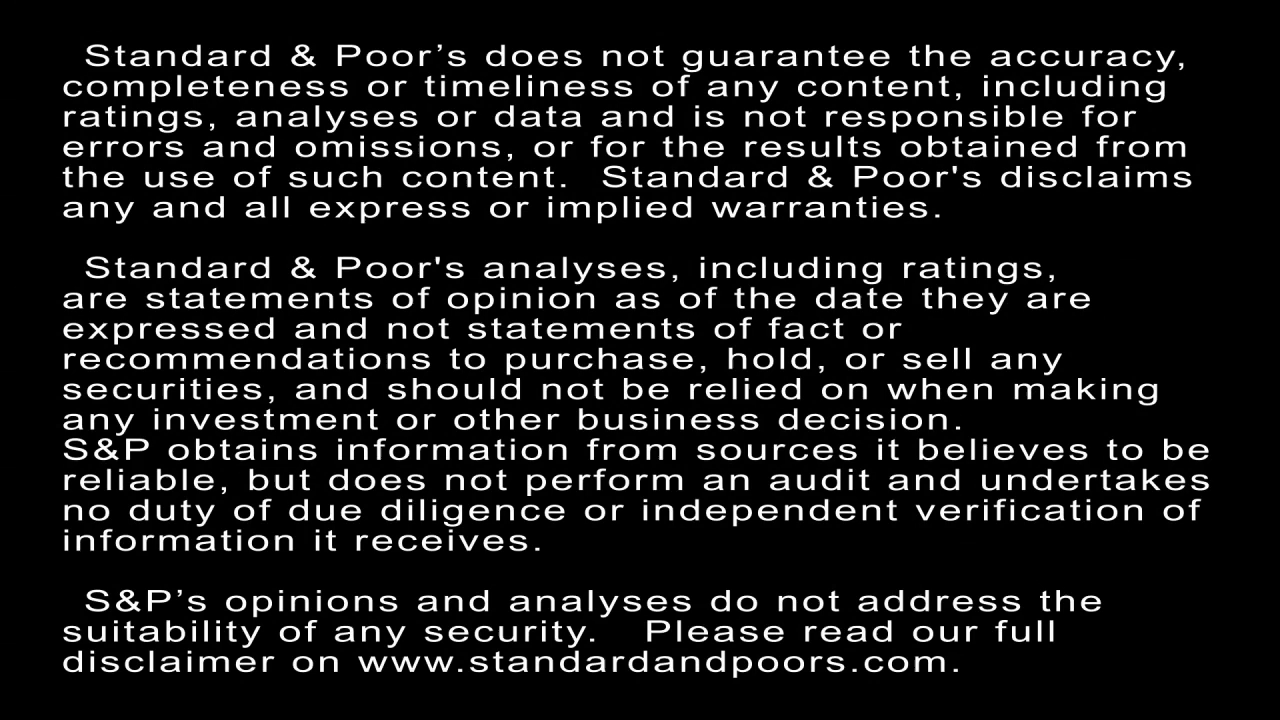 Standard & Poor’s does not guarantee the accuracy,
completeness or timeliness of any content, including
ratings, analyses or data and is not responsible for
errors and omissions, or for the results obtained from
the use of such content.  Standard & Poor's disclaims
any and all express or implied warranties.
Standard & Poor's analyses, including ratings,
are statements of opinion as of the date they are
expressed and not statements of fact or
recommendations to purchase, hold, or sell any
securities, and should not be relied on when making
any investment or other business decision.
S&P obtains information from sources it believes to be
reliable, but does not perform an audit and undertakes
no duty of due diligence or independent verification of
information it receives.
S&P’s opinions and analyses do not address the
suitability of any security.   Please read our full
disclaimer on www.standardandpoors.com.